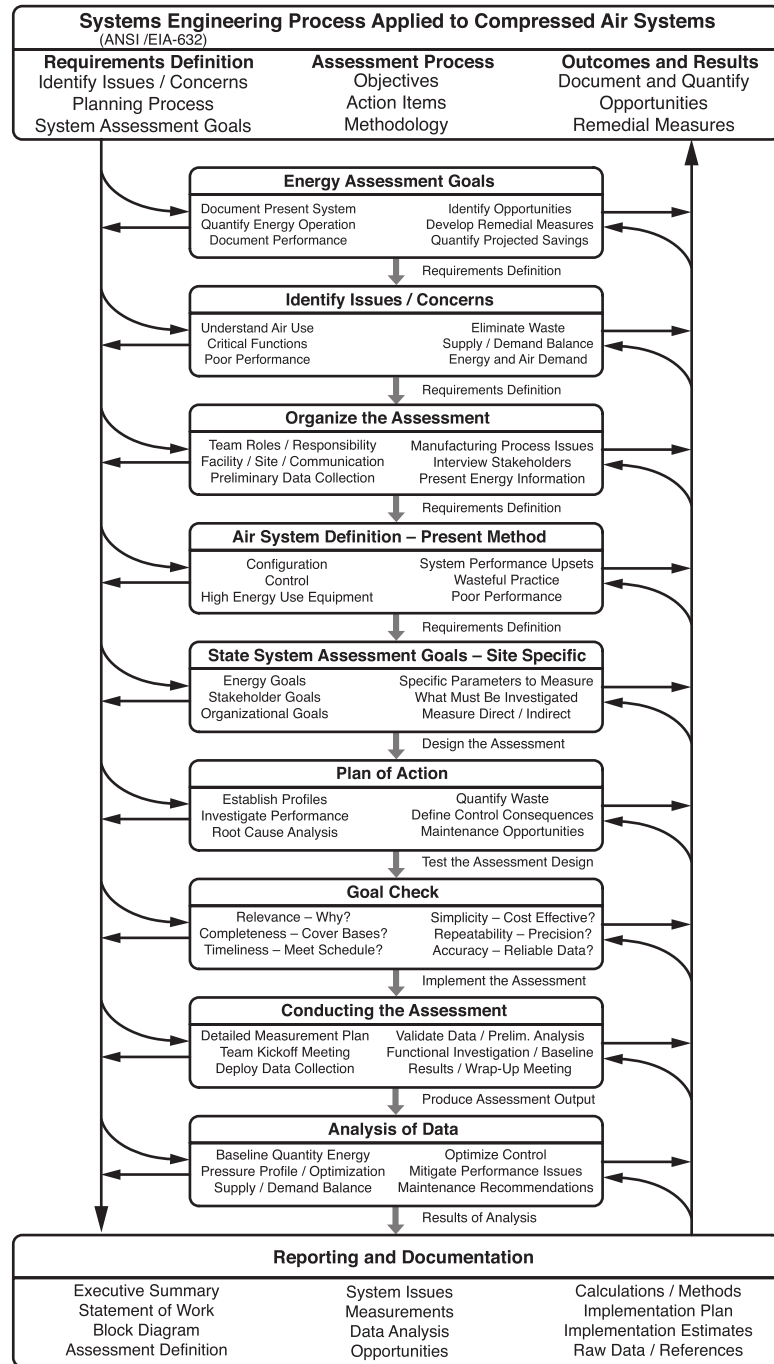 Systems Engineering Process Applied to Compressed Air Systems
(ANSI /EIA-632)
Requirements Definition
Identify Issues / Concerns
Planning Process
System Assessment Goals
Assessment Process
Objectives
Action Items
Methodology
Outcomes and Results
Document and Quantify
Opportunities
Remedial Measures
Energy Assessment Goals
Document Present System
Quantify Energy Operation
Document Performance
Identify Opportunities
Develop Remedial Measures
Quantify Projected Savings
Requirements Definition
Identify Issues / Concerns
Understand Air Use
Critical Functions
Poor Performance
Eliminate Waste
Supply / Demand Balance
Energy and Air Demand
Requirements Definition
Organize the Assessment
Team Roles / Responsibility
Facility / Site / Communication
Preliminary Data Collection
Manufacturing Process Issues
Interview Stakeholders
Present Energy Information
Requirements Definition
Air System Definition – Present Method
Configuration
Control
High Energy Use Equipment
System Performance Upsets
Wasteful Practice
Poor Performance
Requirements Definition
State System Assessment Goals – Site Specific
Energy Goals
Stakeholder Goals
Organizational Goals
Specific Parameters to Measure
What Must Be Investigated
Measure Direct / Indirect
Design the Assessment
Plan of Action
Establish Profiles
Investigate Performance
Root Cause Analysis
Quantify Waste
Define Control Consequences
Maintenance Opportunities
Test the Assessment Design
Goal Check
Relevance – Why?
Completeness – Cover Bases?
Timeliness – Meet Schedule?
Simplicity – Cost Effective?
Repeatability – Precision?
Accuracy – Reliable Data?
Implement the Assessment
Conducting the Assessment
Detailed Measurement Plan
Team Kickoff Meeting
Deploy Data Collection
Validate Data / Prelim. Analysis
Functional Investigation / Baseline
Results / Wrap-Up Meeting
Produce Assessment Output
Analysis of Data
Baseline Quantity Energy
Pressure Profile / Optimization
Supply / Demand Balance
Optimize Control
Mitigate Performance Issues
Maintenance Recommendations
Results of Analysis
Reporting and Documentation
Executive Summary
Statement of Work
Block Diagram
Assessment Definition
System Issues
Measurements
Data Analysis
Opportunities
Calculations / Methods
Implementation Plan
Implementation Estimates
Raw Data / References